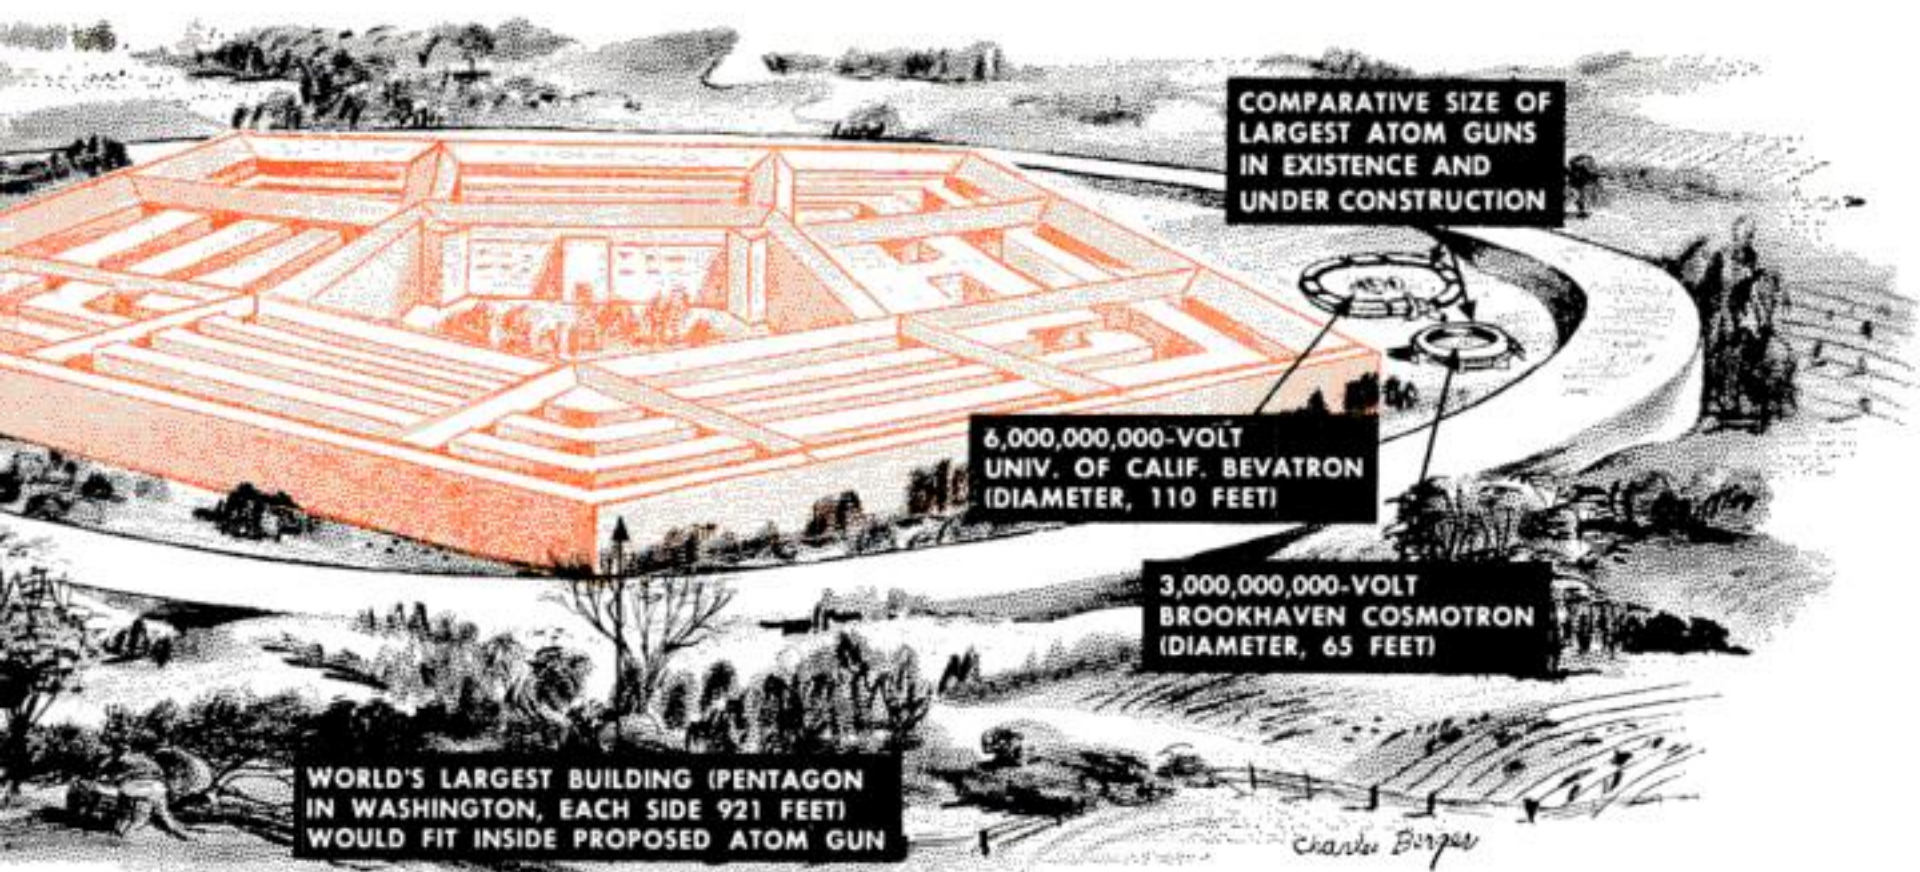 COMPARATIVE SIZE OF
LARGEST ATOM GUNS
IN EXISTENCE AND
UNDER CONSTRUCTION
6,000,000,000-VOLT
UNIV. OF CALIF. BEVATRON
(DIAMETER, 110 FEET)
3,000,000,000-VOLT
BROOKHAVEN COSMOTRON
(DIAMETER, 65 FEET)
WORLD'S LARGEST BUILDING (PENTAGON
IN WASHINGTON, EACH SIDE 921 FEET)
WOULD FIT INSIDE PROPOSED ATOM GUN
Charles Berger